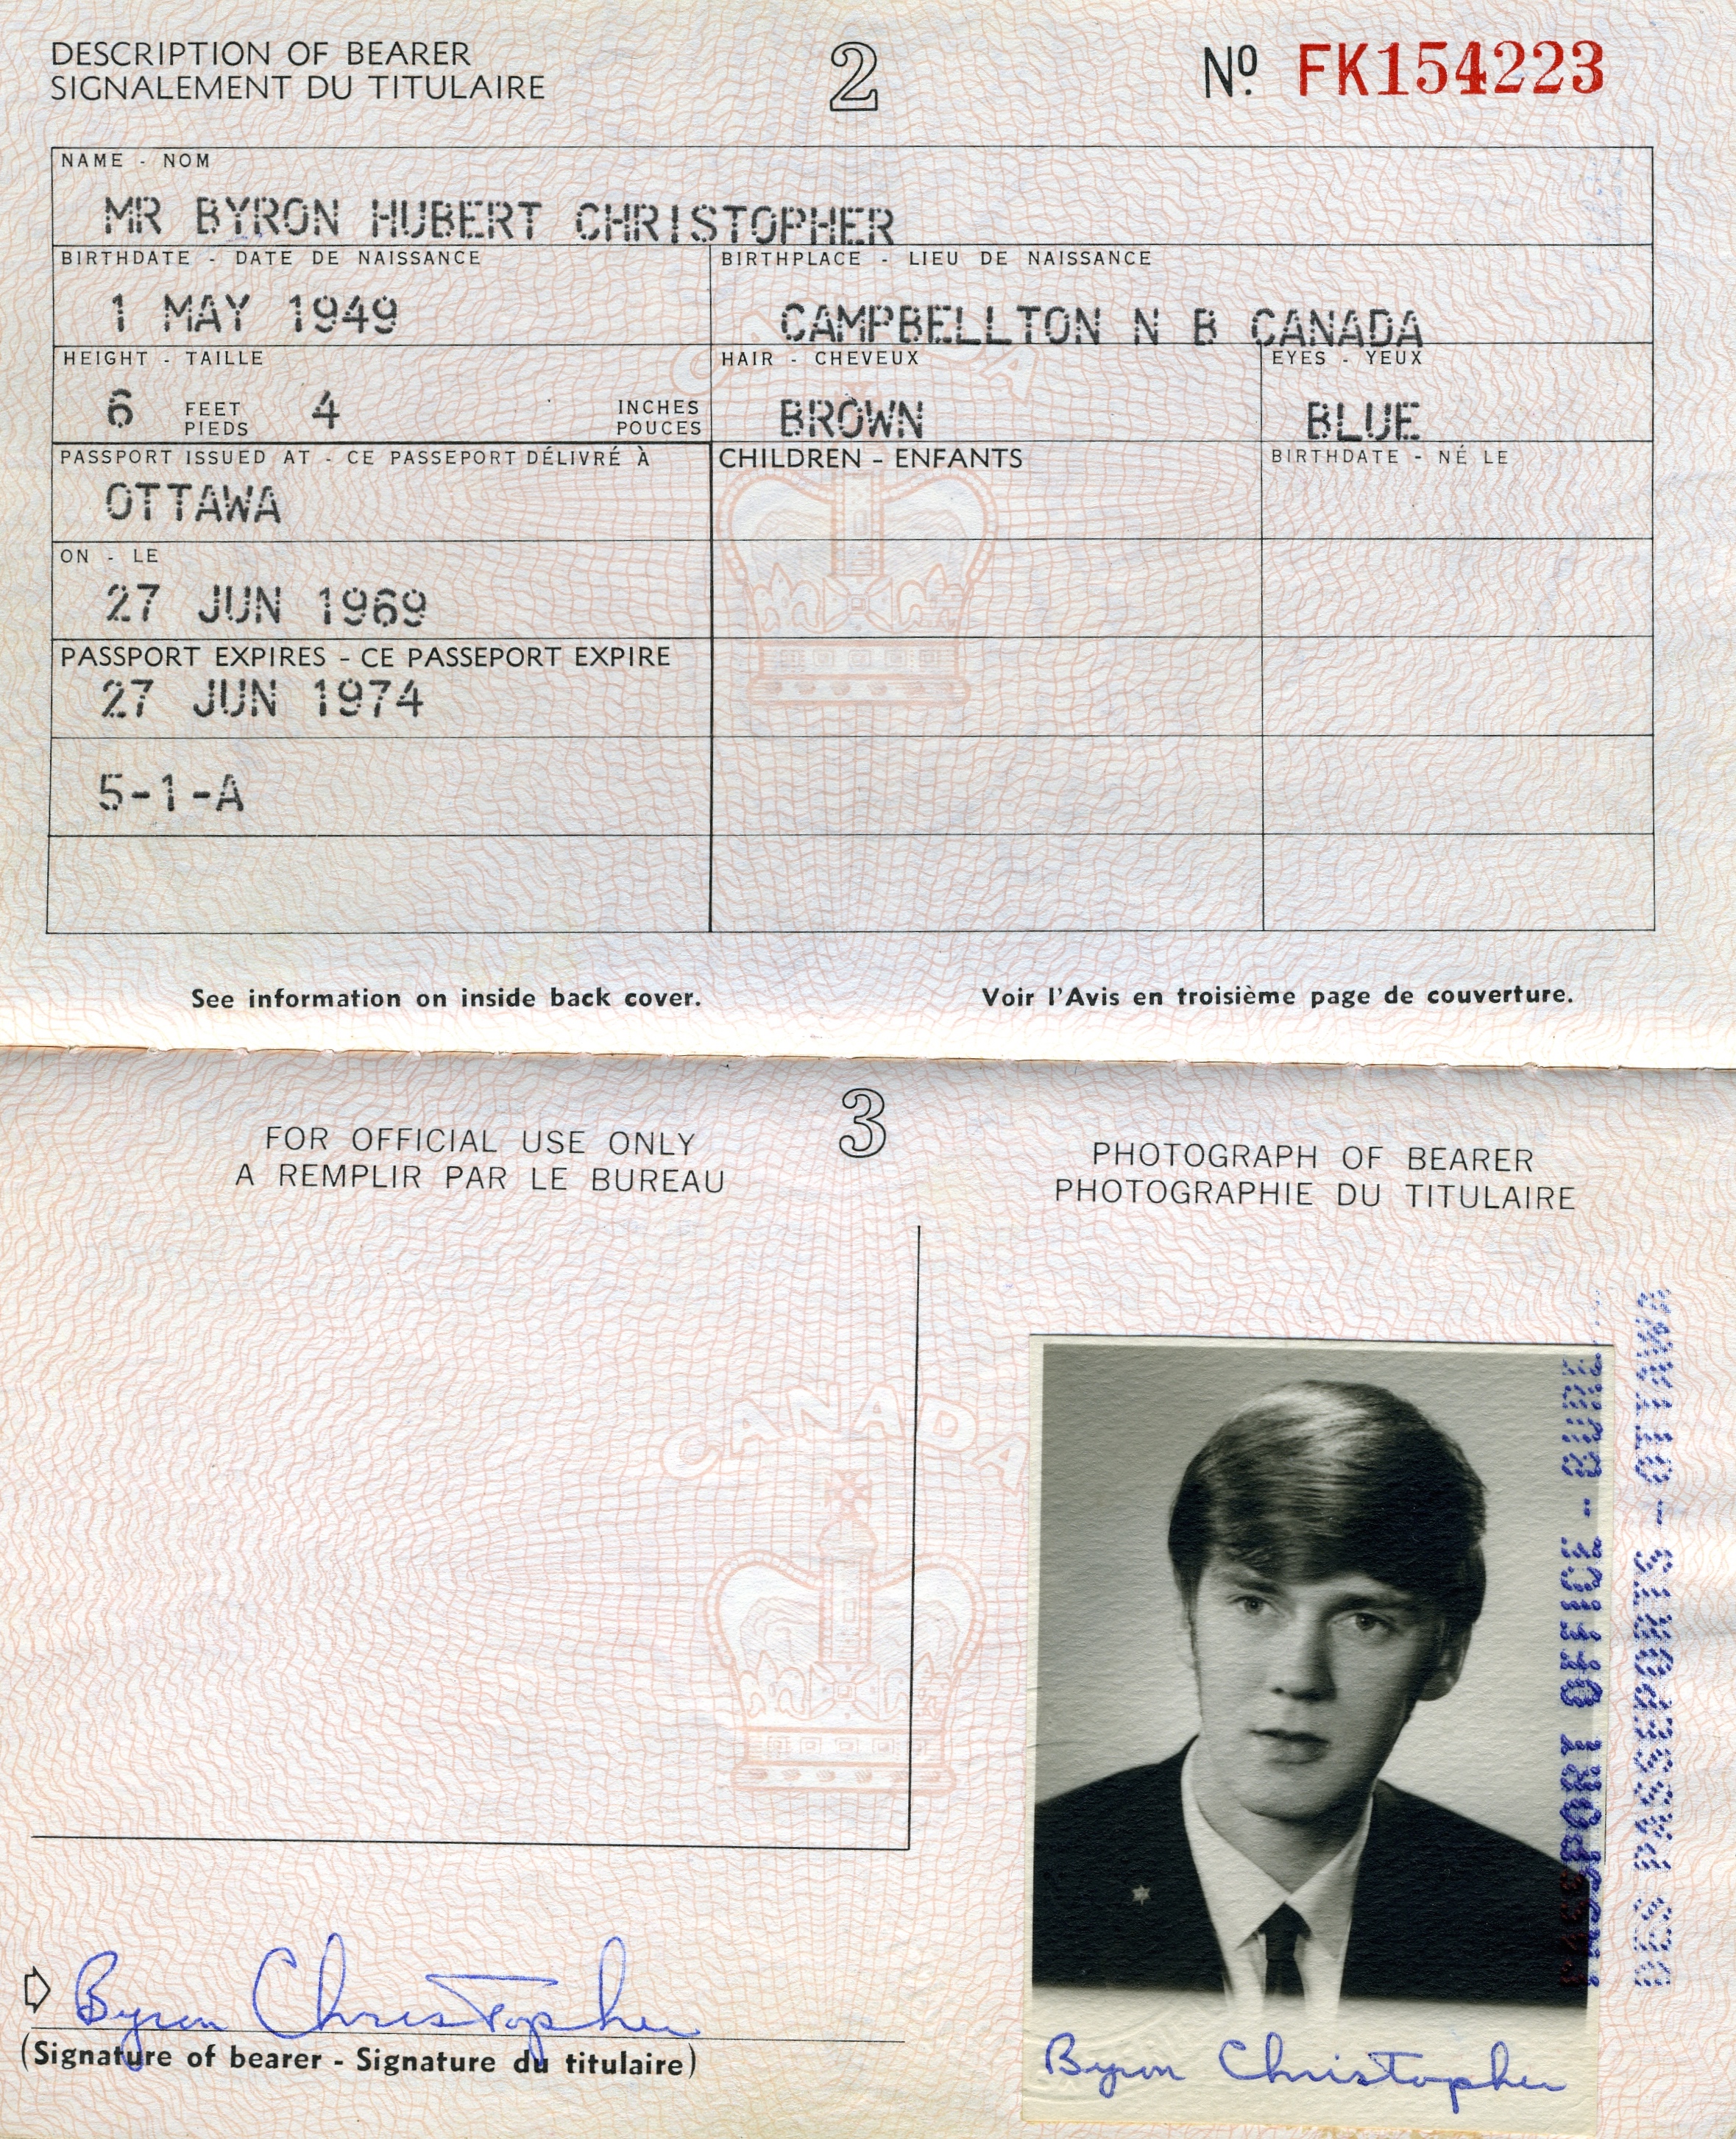 DESCRIPTION OF BEARER
SIGNALEMENT DU TITULAIRE
2
Nº. FK154223
NAME - NOM
MR BYRON HUBERT CHRISTOPHER
BIRTHDATE - DATE DE NAISSANCE
1 MAY 1949
BIRTHPLACE - LIEU DE NAISSANCE
CAMPBELLTON N B CANADA
HEIGHT - TAILLE
6 FEET PIEDS 4 INCHES POUCES
HAIR - CHEVEUX
BROWN
EYES - YEUX
BLUE
PASSPORT ISSUED AT - CE PASSEPORT DÉLIVRÉ À
OTTAWA
CHILDREN - ENFANTS
BIRTHDATE - NÉ LE
ON - LE
27 JUN 1969
PASSPORT EXPIRES - CE PASSEPORT EXPIRE
27 JUN 1974
5-1-A
See information on inside back cover.
Voir l'Avis en troisième page de couverture.
3
FOR OFFICIAL USE ONLY
A REMPLIR PAR LE BUREAU
PHOTOGRAPH OF BEARER
PHOTOGRAPHIE DU TITULAIRE
CANADA
PASSPORT OFFICE - BURE
DES PASSEPORTS - OTTAWA
Byron Christopher
(Signature of bearer - Signature du titulaire)
Byron Christopher